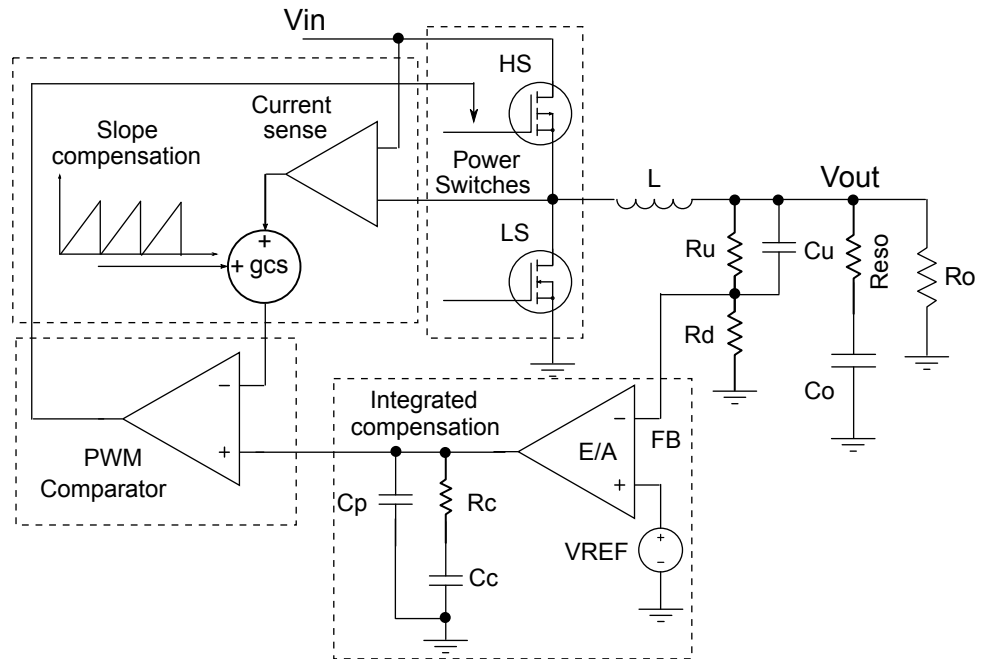 Vin
HS
Current
sense
Slope
compensation
Power
Switches
L
Vout
LS
+
+ gcs
Ru
Cu
Reso
Ro
Rd
Co
Integrated
compensation
−
−
FB
E/A
PWM
Comparator
+
+
Cp
Rc
VREF
+
−
Cc